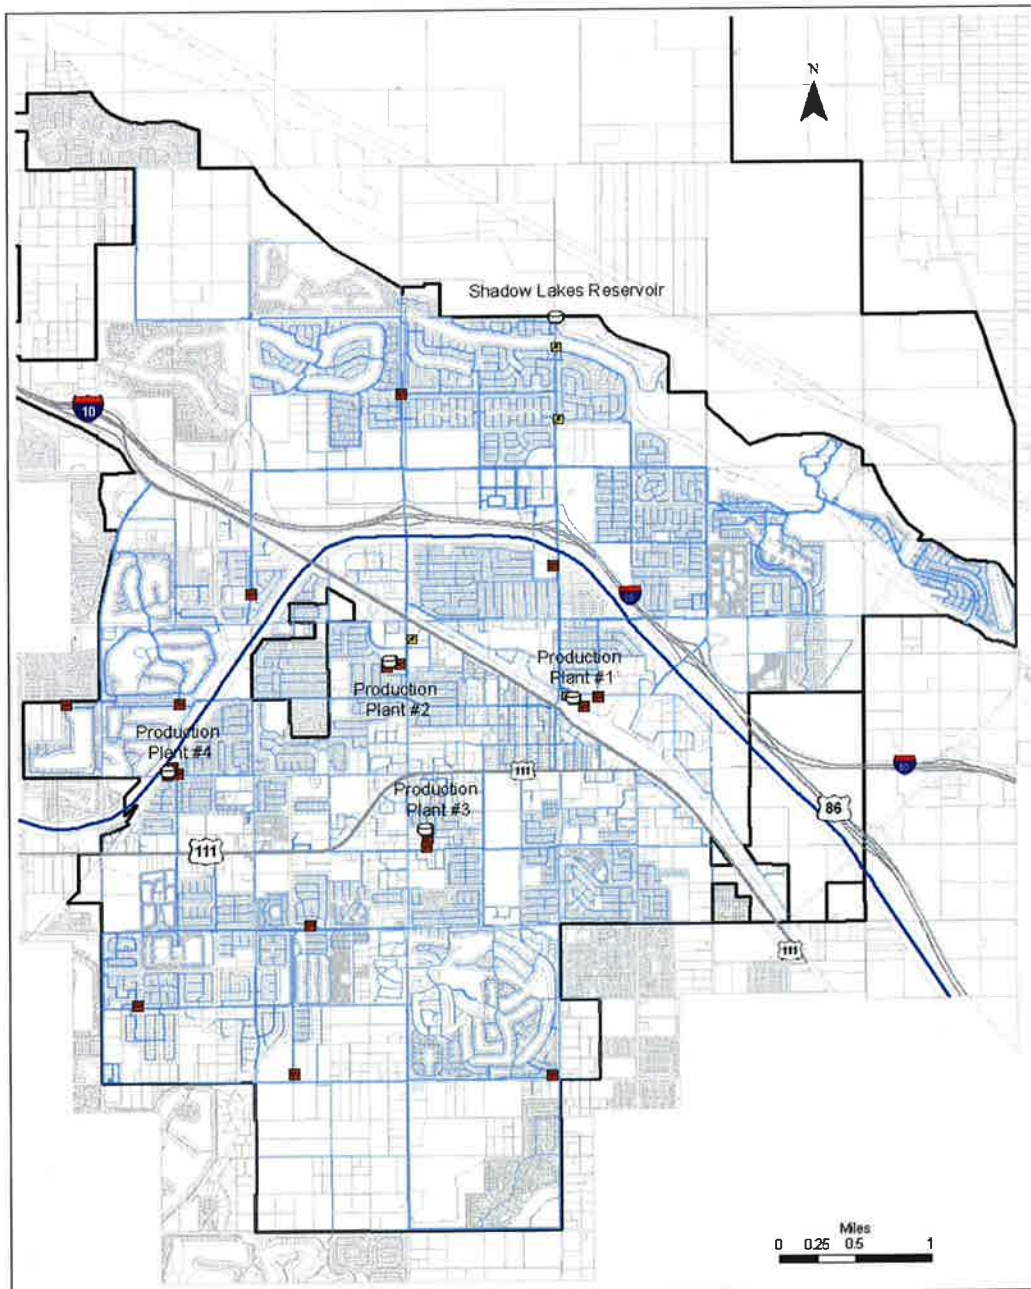 N
Shadow Lakes Reservoir
10
Production
Plant #1
Production
Plant #2
Production
Plant #4
111
10
Production
Plant #3
86
111
111
Miles
0 0.25 0.5 1